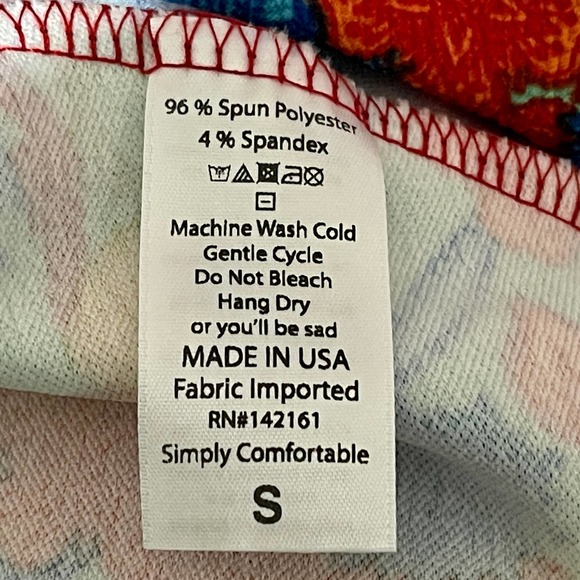 96 % Spun Polyester
4 % Spandex
Machine Wash Cold
Gentle Cycle
Do Not Bleach
Hang Dry
or you'll be sad
MADE IN USA
Fabric Imported
RN#142161
Simply Comfortable
S